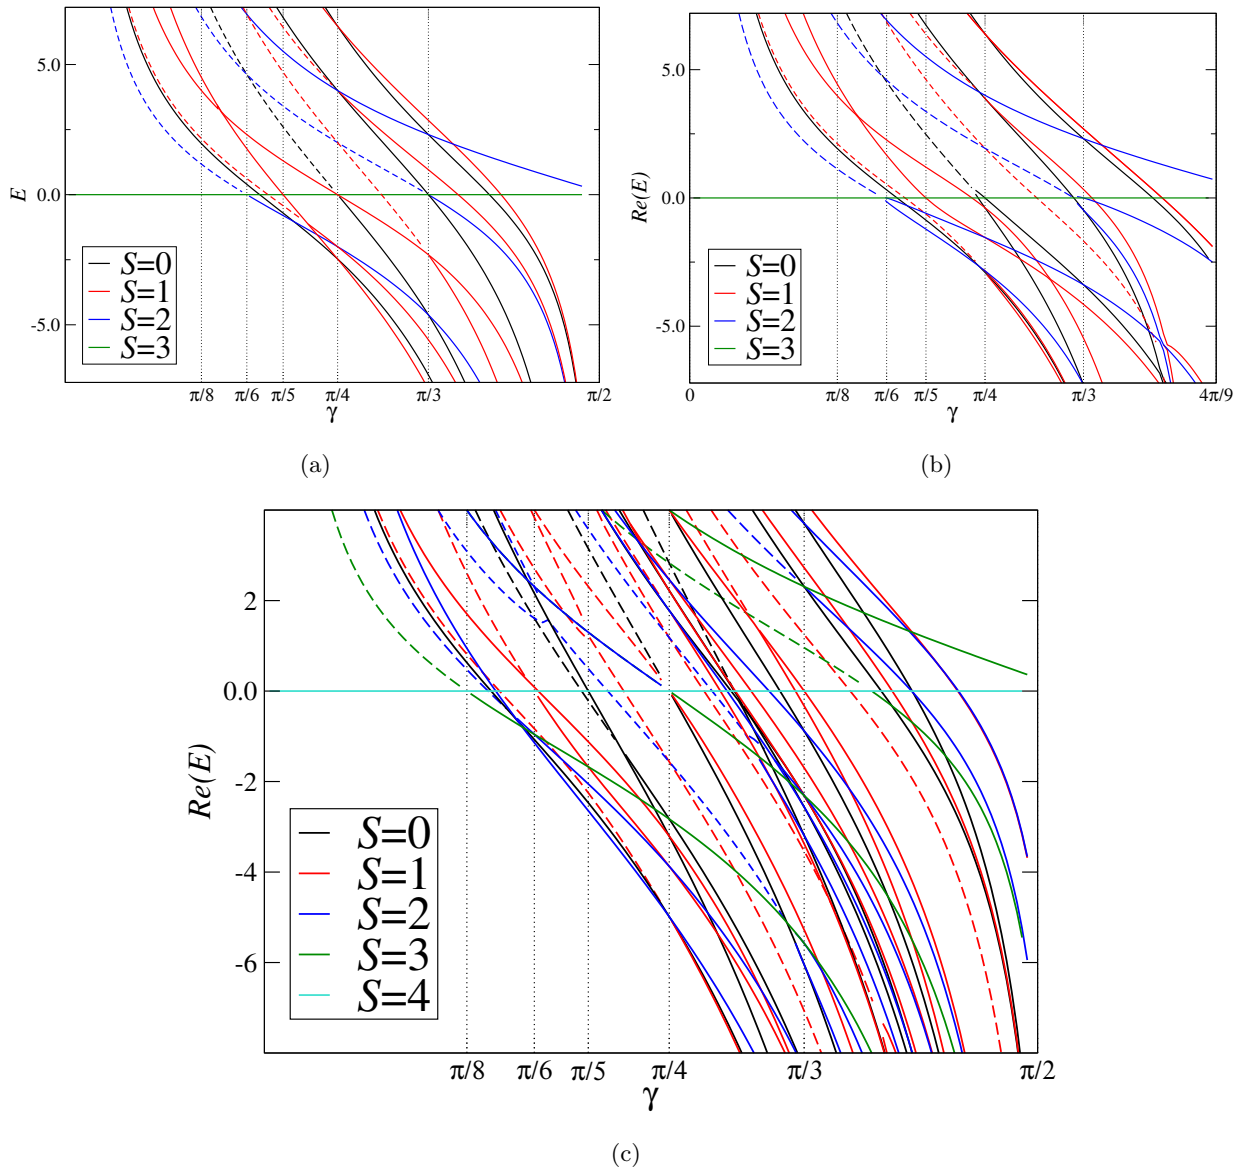 5.0
0.0
-5.0
E
S=0
S=1
S=2
S=3
π/8
π/6
π/5
π/4
π/3
π/2
γ
(a)
5.0
0.0
-5.0
Re(E)
S=0
S=1
S=2
S=3
0
π/8
π/6
π/5
π/4
π/3
4π/9
γ
(b)
2
0.0
-2
-4
-6
Re(E)
S=0
S=1
S=2
S=3
S=4
π/8
π/6
π/5
π/4
π/3
π/2
γ
(c)